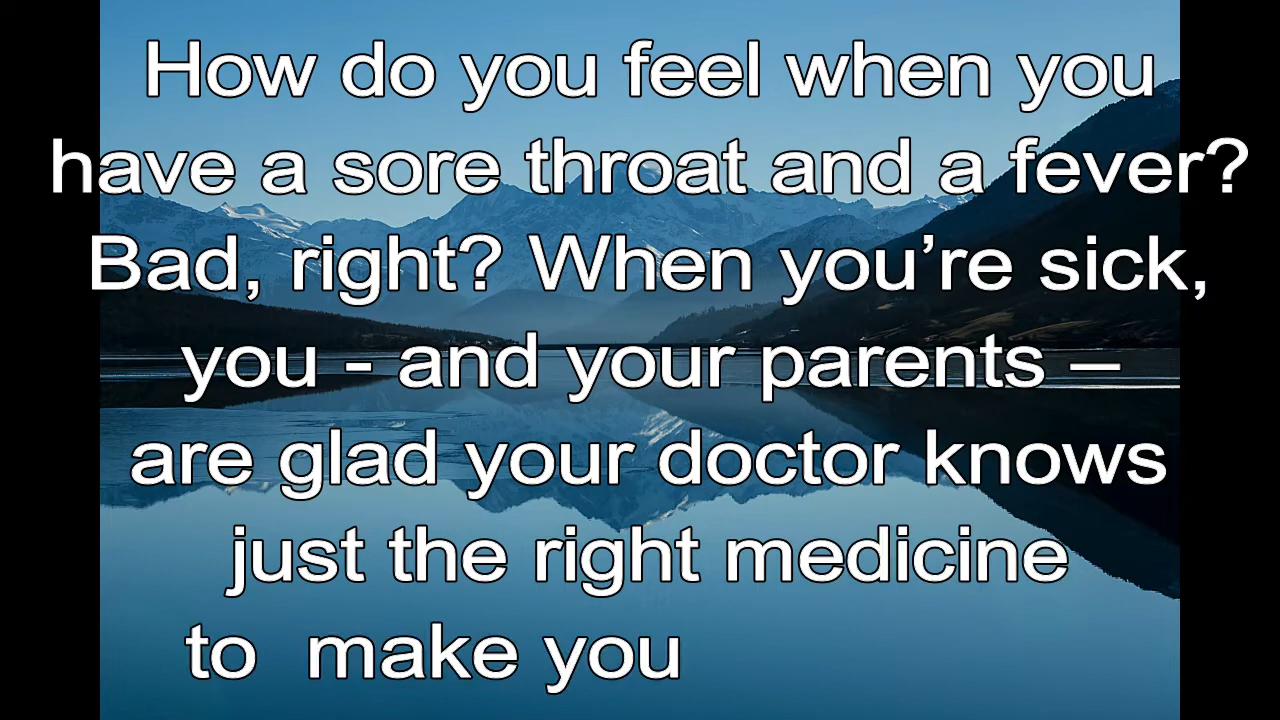 How do you feel when you
have a sore throat and a fever?
Bad, right? When you’re sick,
you - and your parents –
are glad your doctor knows
just the right medicine
to  make you